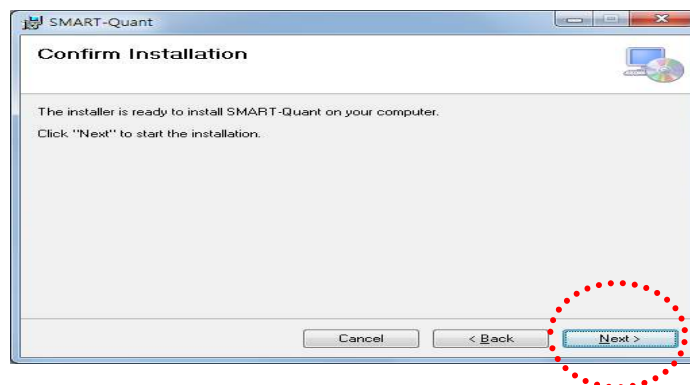 SMART-Quant
Confirm Installation
The installer is ready to install SMART-Quant on your computer.
Click "Next" to start the installation.
Cancel
< Back
Next >